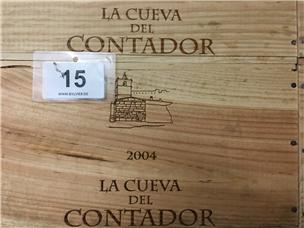 LA CUEVA
DEL
CONTADOR
15
2004
LA CUEVA
DEL
CONTADOR